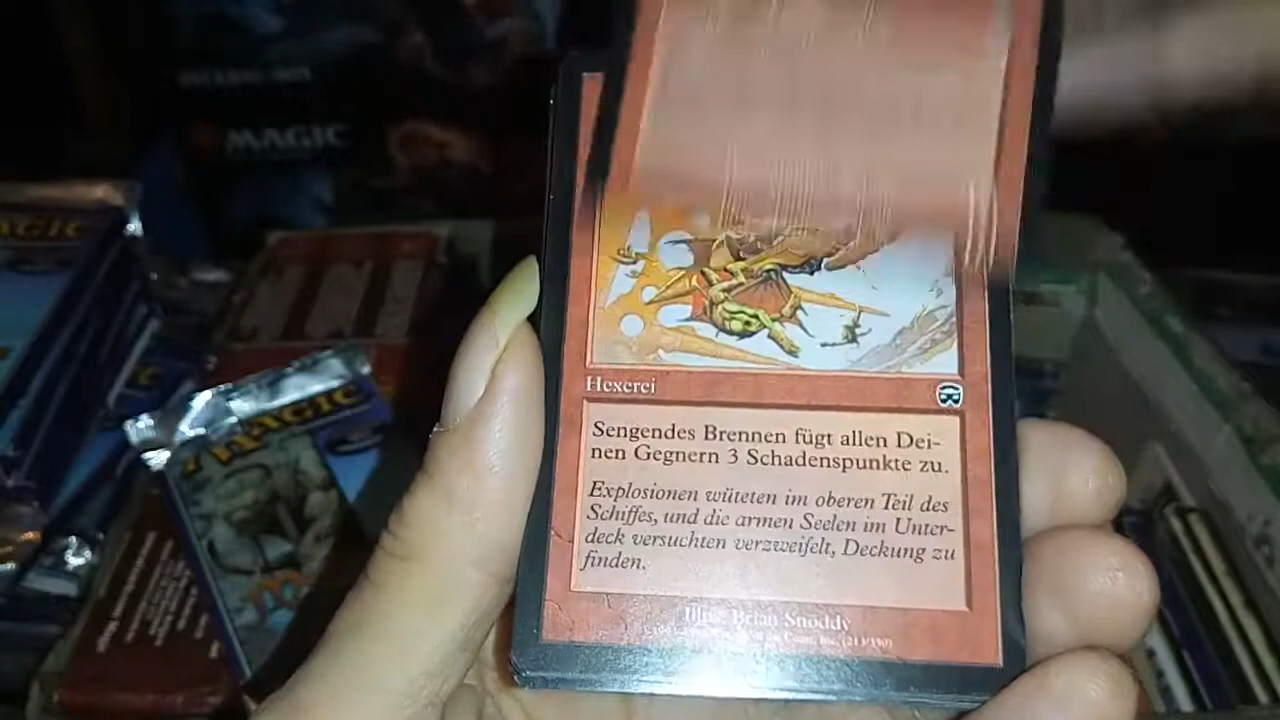 MAGIC
MAGIC
MAGIC
Hexerei
Sengendes Brennen fügt allen Dei-
nen Gegnern 3 Schadenspunkte zu.
Explosionen wüteten im oberen Teil des
Schiffes, und die armen Seelen im Unter-
deck versuchten verzweifelt, Deckung zu
finden.
Illus. Brian Snoddy